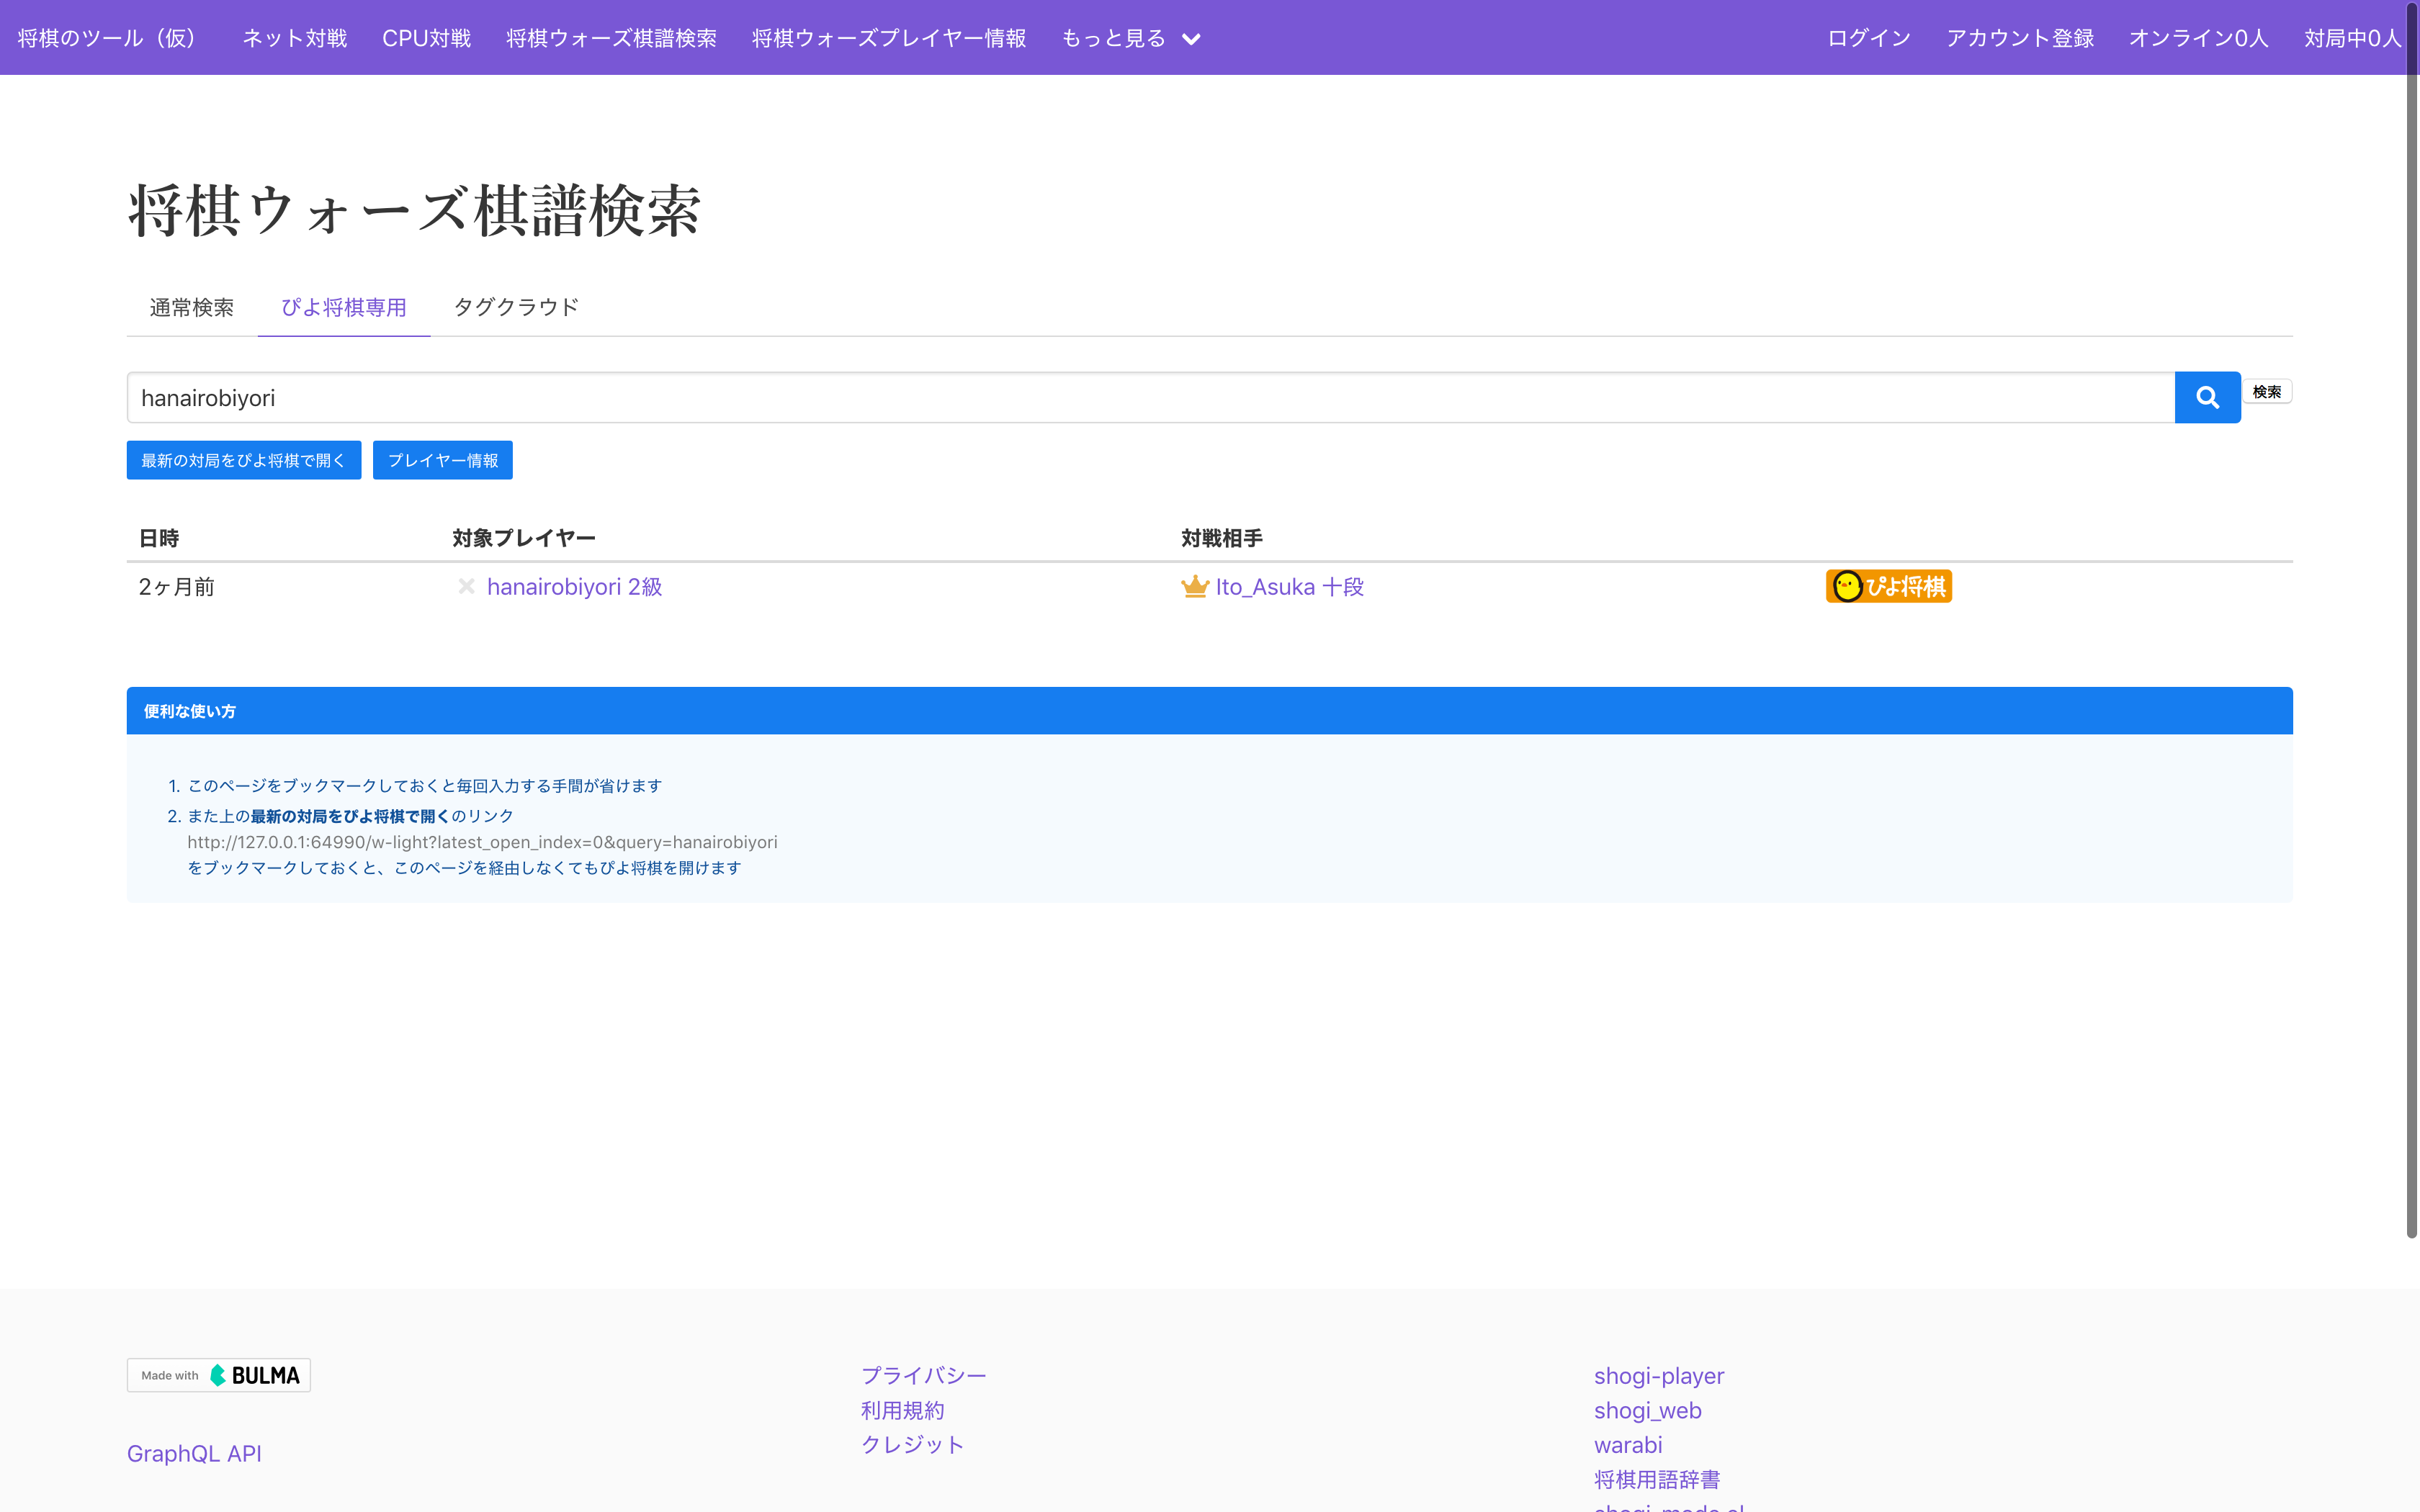 将棋のツール（仮） ネット対戦 CPU対戦 将棋ウォーズ棋譜検索 将棋ウォーズプレイヤー情報 もっと見る ログイン アカウント登録 オンライン0人 対局中0人
将棋ウォーズ棋譜検索
通常検索 ぴよ将棋専用 タグクラウド
hanairobiyori 検索
最新の対局をぴよ将棋で開く プレイヤー情報
日時 対象プレイヤー 対戦相手
2ヶ月前 hanairobiyori 2級 Ito_Asuka 十段 ぴよ将棋
便利な使い方
1. このページをブックマークしておくと毎回入力する手間が省けます
2. また上の最新の対局をぴよ将棋で開くのリンク
http://127.0.0.1:64990/w-light?latest_open_index=0&query=hanairobiyori
をブックマークしておくと、このページを経由しなくてもぴよ将棋を開けます
Made with BULMA
GraphQL API
プライバシー
利用規約
クレジット
shogi-player
shogi_web
warabi
将棋用語辞書